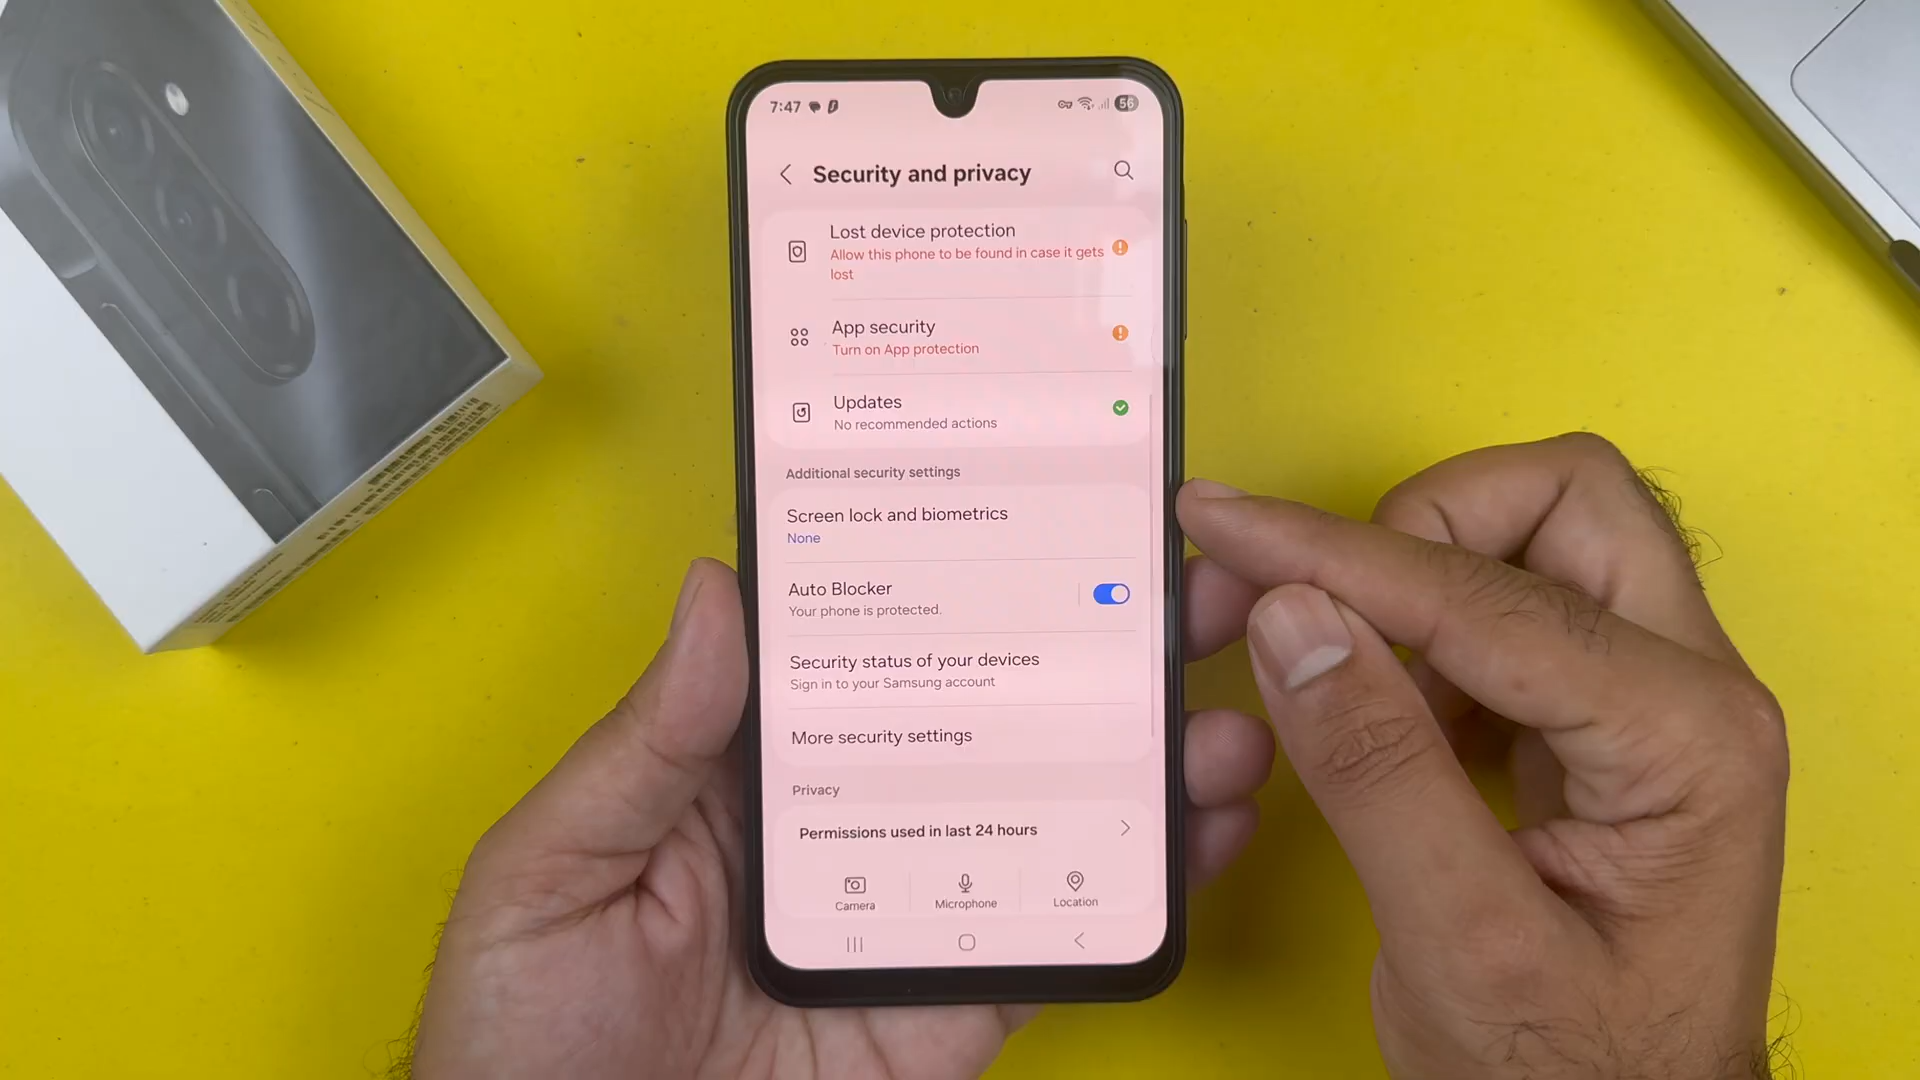 7:47
56
Security and privacy
Lost device protection
Allow this phone to be found in case it gets
lost
App security
Turn on App protection
Updates
No recommended actions
Additional security settings
Screen lock and biometrics
None
Auto Blocker
Your phone is protected.
Security status of your devices
Sign in to your Samsung account
More security settings
Privacy
Permissions used in last 24 hours
Camera
Microphone
Location